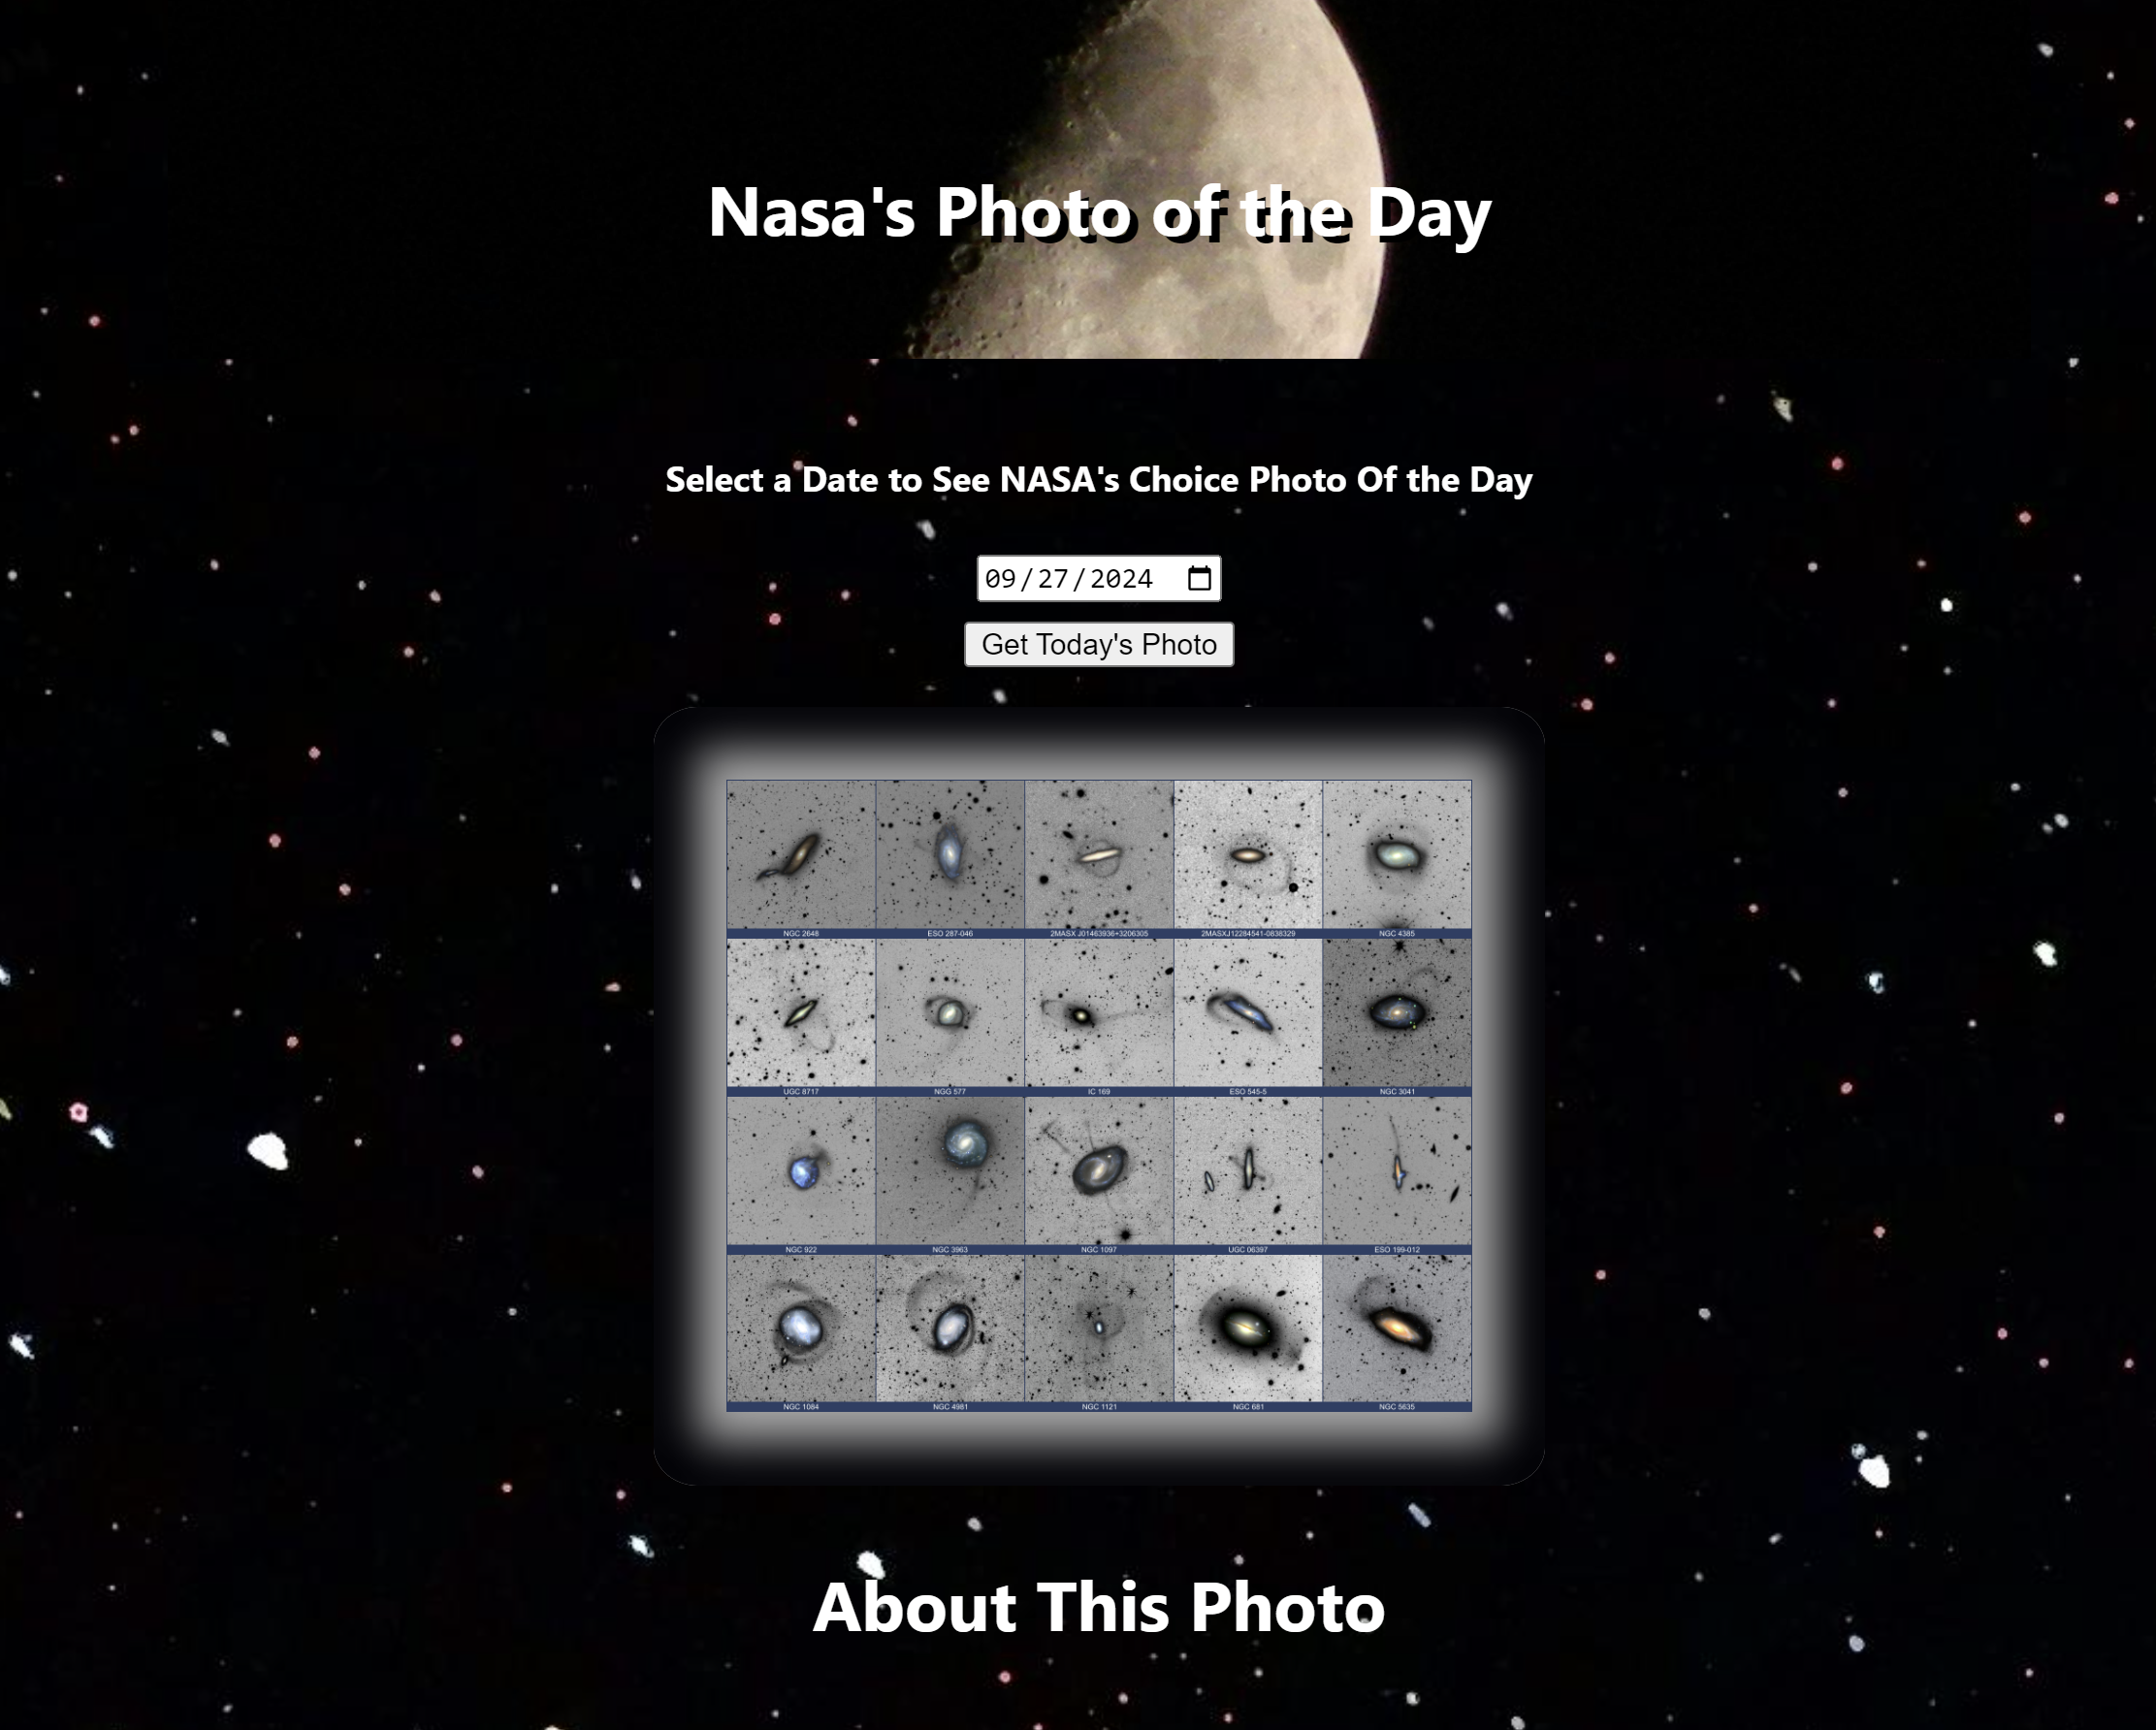 Nasa's Photo of the Day
Select a Date to See NASA's Choice Photo Of the Day
09/27/2024
Get Today's Photo
NGC 2648
ESO 287-046
2MASX J01463936+3206305
2MASXJ12284541-0838329
NGC 4385
UGC 8717
NGG 577
IC 169
ESO 545-5
NGC 3041
NGC 922
NGC 3963
NGC 1097
UGC 06397
ESO 199-012
NGC 1084
NGC 4981
NGC 1121
NGC 681
NGC 5635
About This Photo